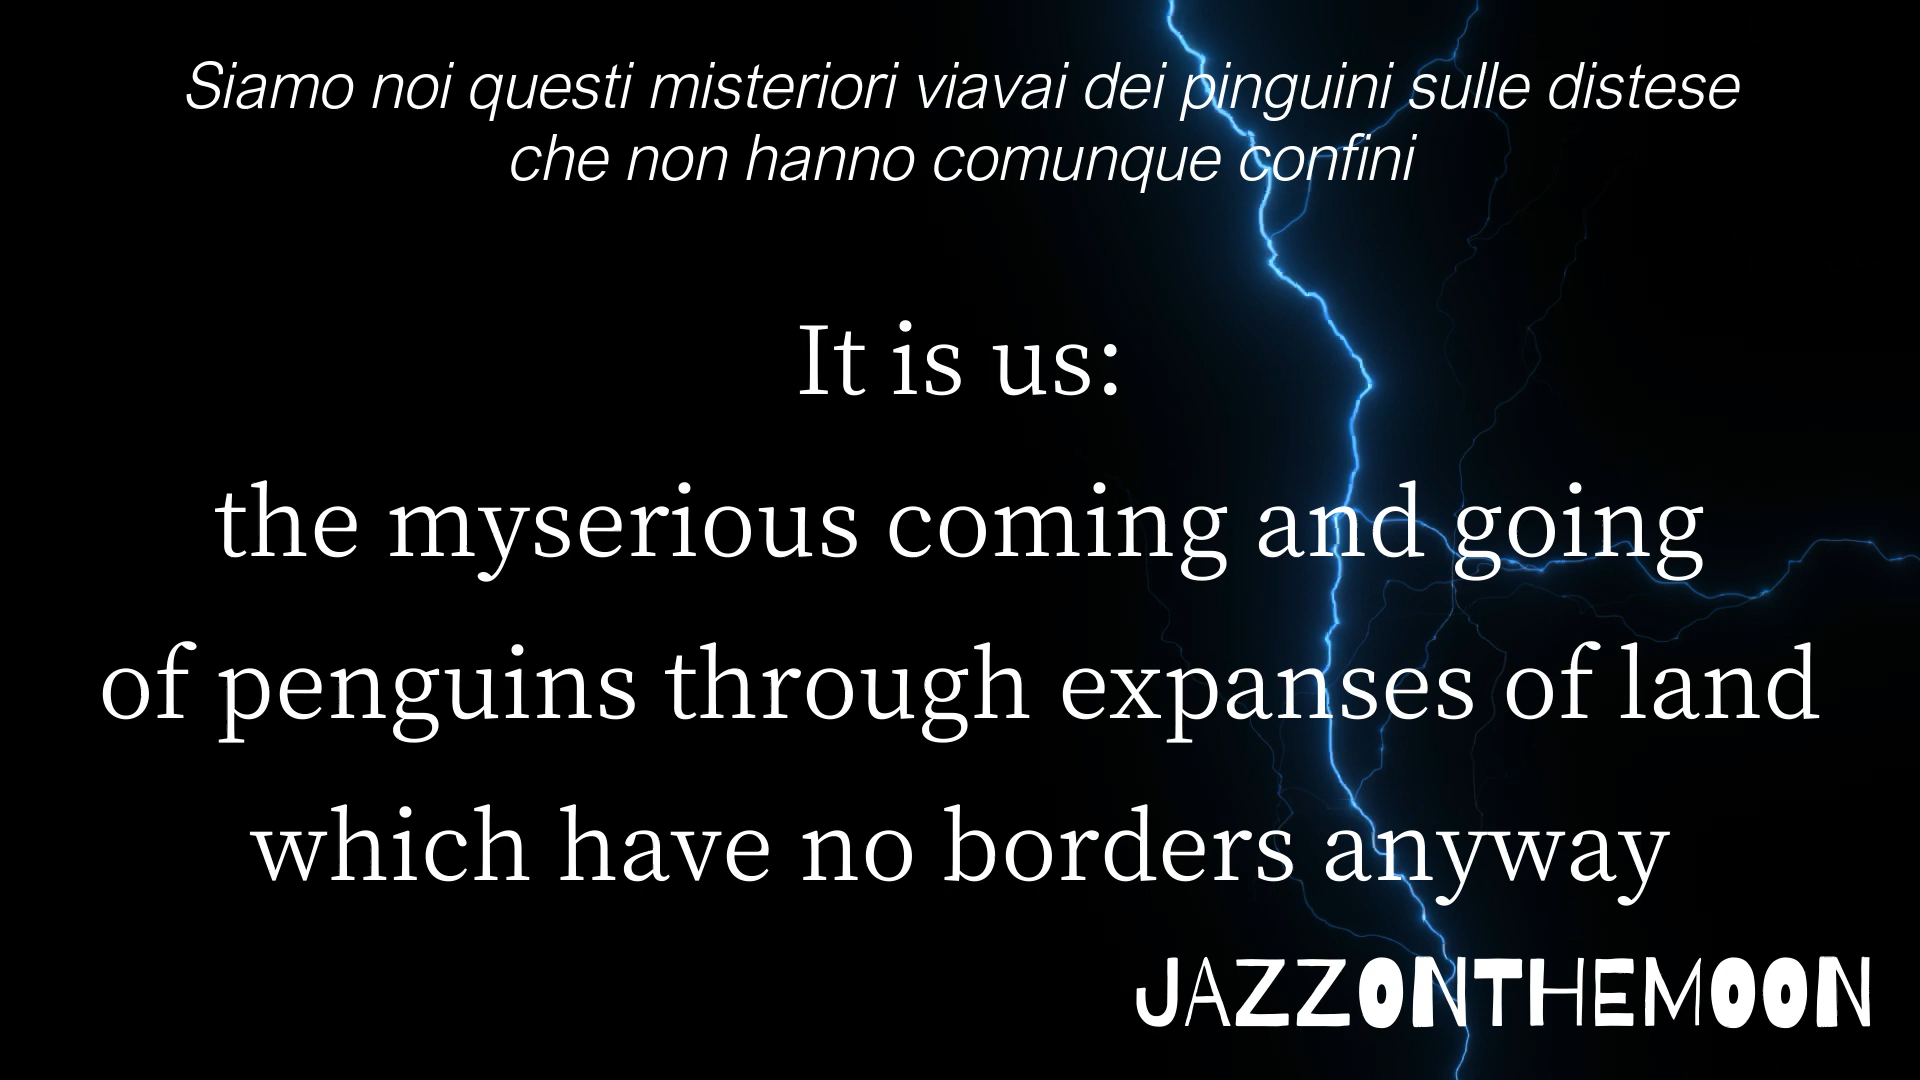 Siamo noi questi misteriori viavai dei pinguini sulle distese
che non hanno comunque confini
It is us:
the myserious coming and going
of penguins through expanses of land
which have no borders anyway
JAZZONTHEMOON